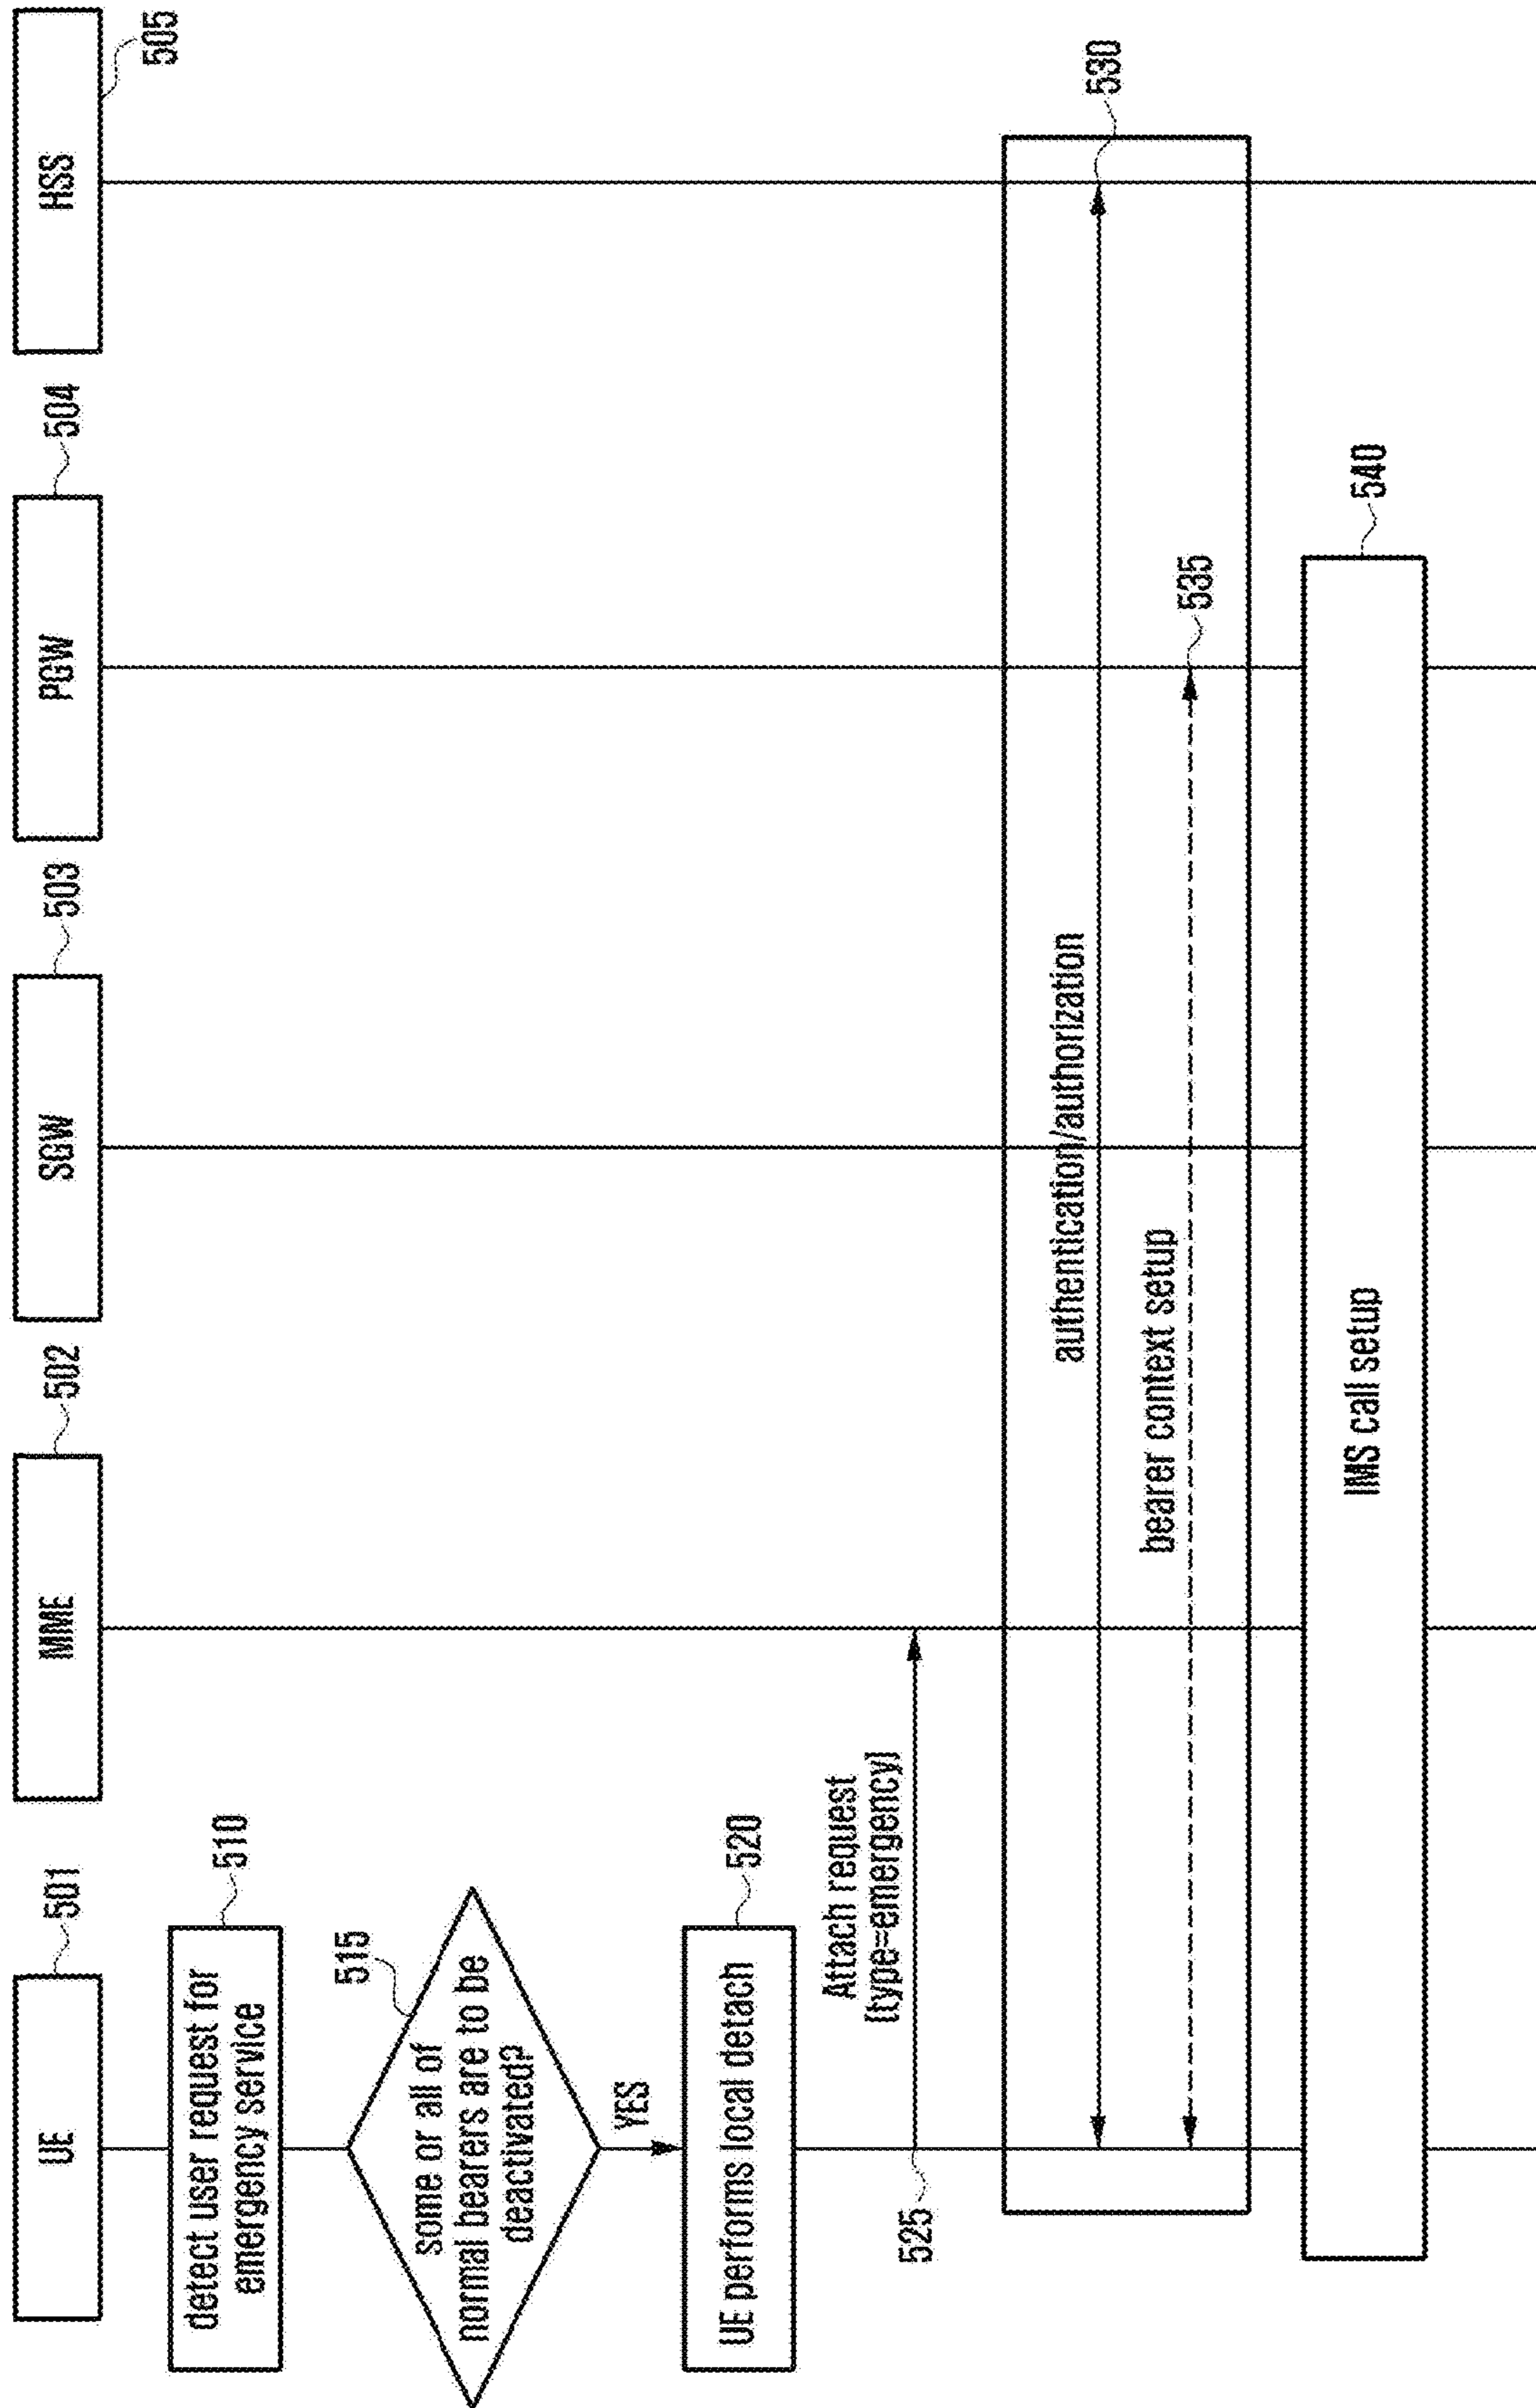 UE
501
MME
502
SGW
503
PGW
504
HSS
505
detect user request for
emergency service
510
some or all of
normal bearers are to be
deactivated?
515
YES
UE performs local detach
520
Attach request
(type=emergency)
525
authentication/authorization
530
bearer context setup
535
IMS call setup
540